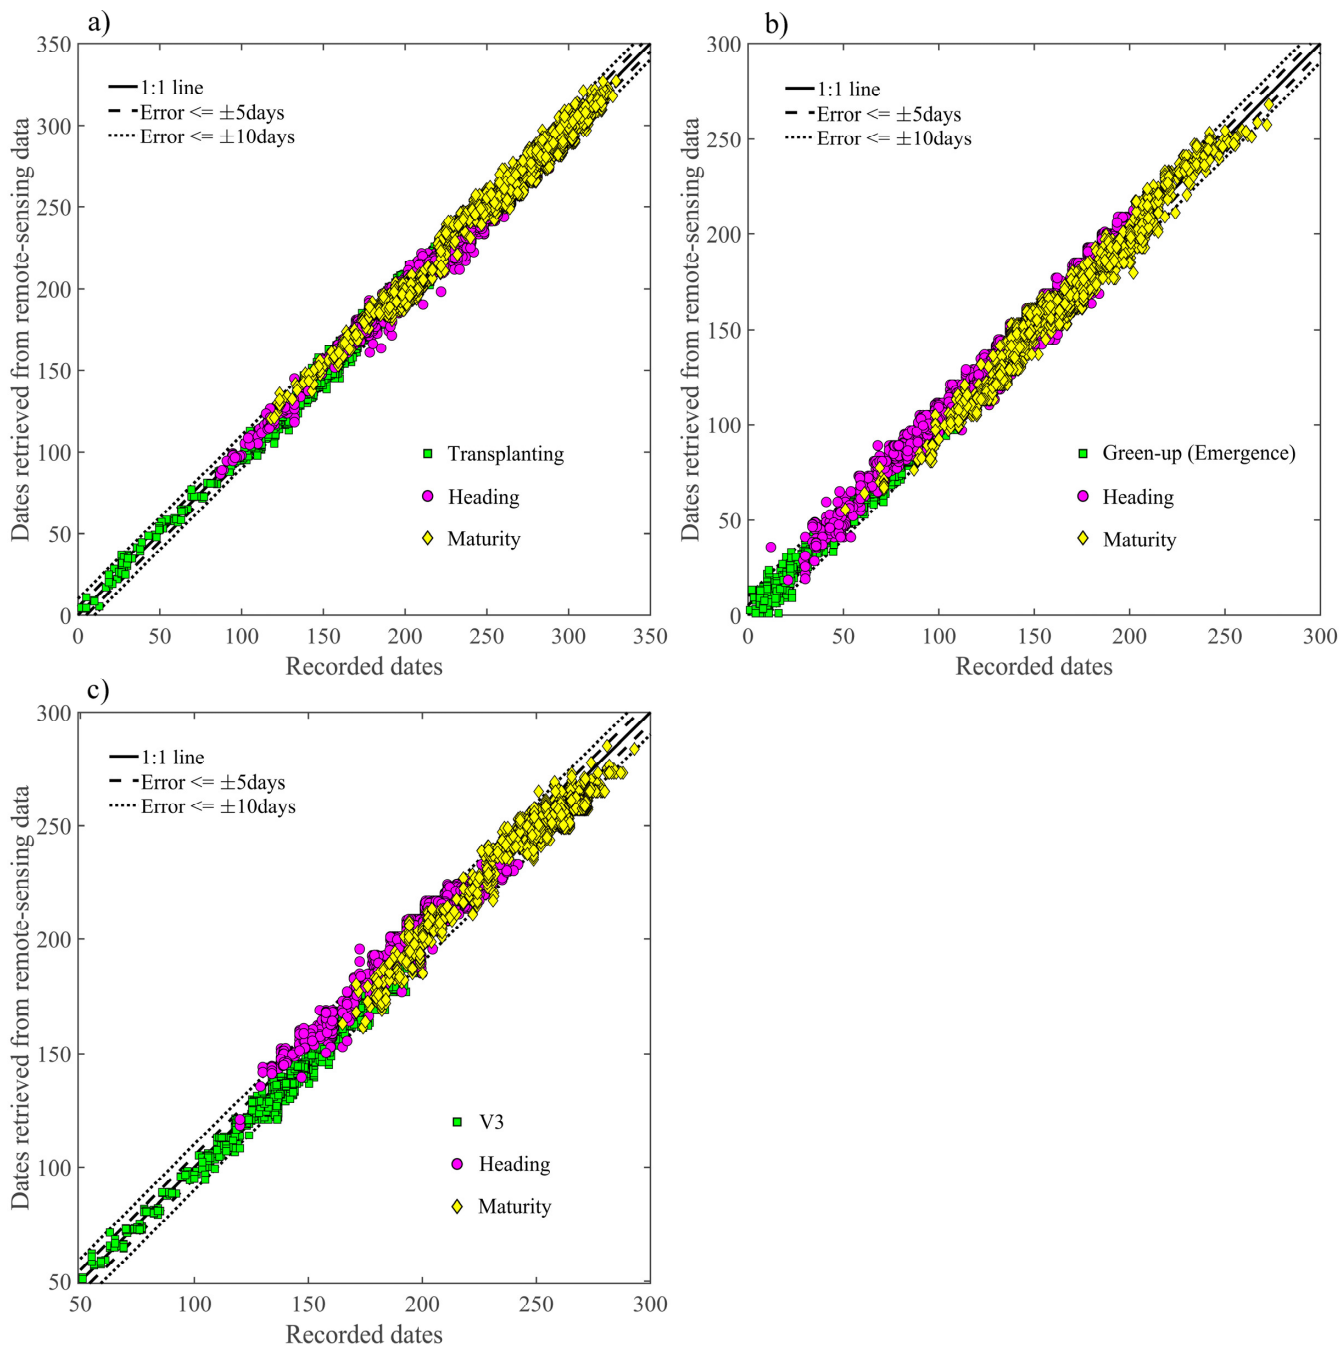 a)
350
300
250
200
150
100
50
0
Dates retrieved from remote-sensing data
1:1 line
Error <= ±5days
Error <= ±10days
Transplanting
Heading
Maturity
0 50 100 150 200 250 300 350
Recorded dates
b)
300
250
200
150
100
50
0
Dates retrieved from remote-sensing data
1:1 line
Error <= ±5days
Error <= ±10days
Green-up (Emergence)
Heading
Maturity
0 50 100 150 200 250 300
Recorded dates
c)
300
250
200
150
100
50
Dates retrieved from remote-sensing data
1:1 line
Error <= ±5days
Error <= ±10days
V3
Heading
Maturity
50 100 150 200 250 300
Recorded dates